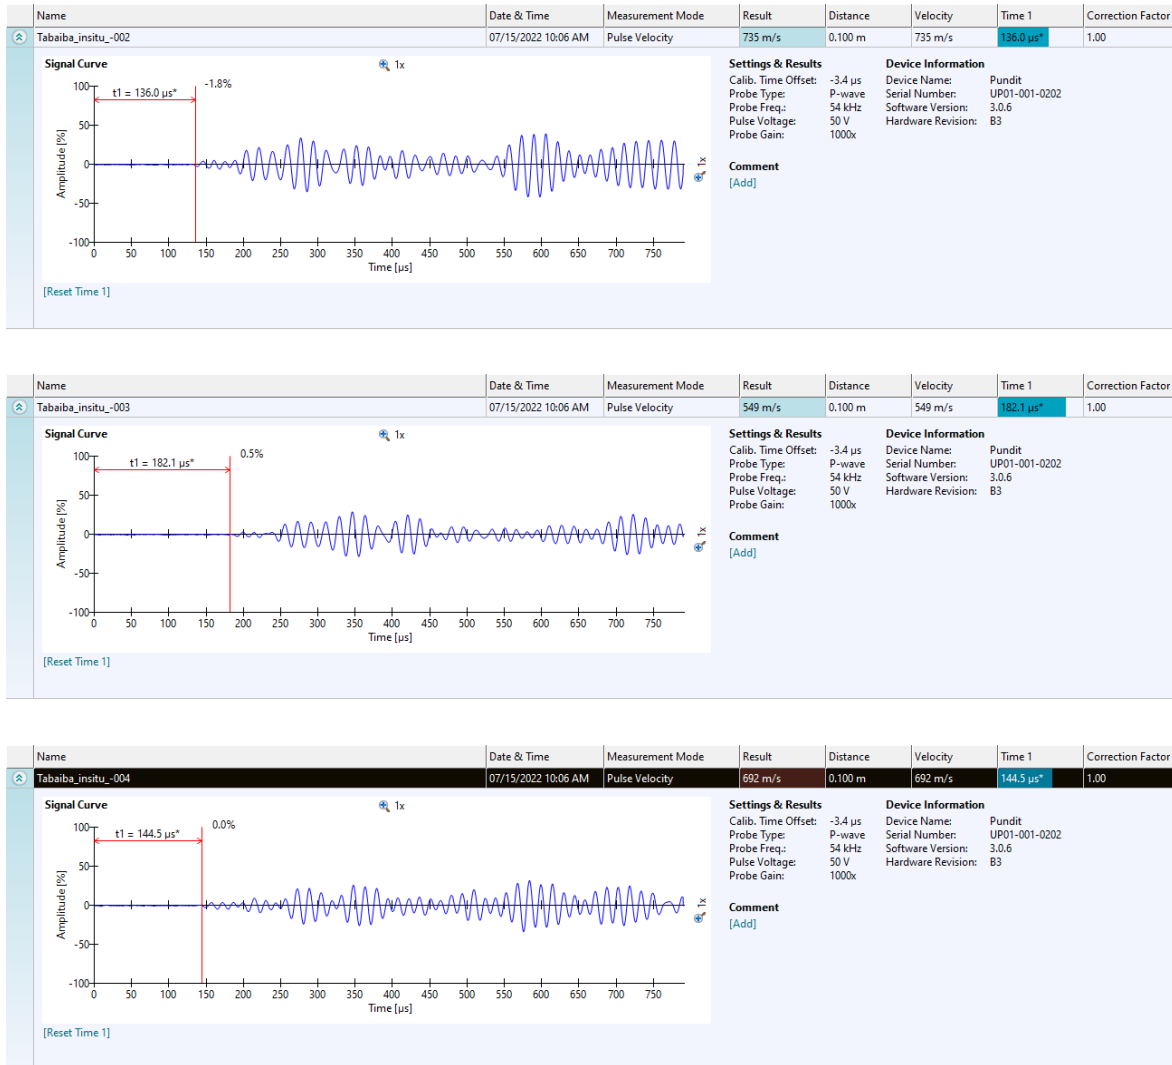 Name Date & Time Measurement Mode Result Distance Velocity Time 1 Correction Factor
Tabaiba_insitu_-002 07/15/2022 10:06 AM Pulse Velocity 735 m/s 0.100 m 735 m/s 136.0 µs* 1.00
Signal Curve 1x Settings & Results Device Information
Calib. Time Offset: -3.4 µs Device Name: Pundit
Probe Type: P-wave Serial Number: UP01-001-0202
Probe Freq.: 54 kHz Software Version: 3.0.6
Pulse Voltage: 50 V Hardware Revision: B3
Probe Gain: 1000x
Comment
[Add]
t1 = 136.0 µs* -1.8%
Amplitude [%]
100
50
0
-50
-100
1x
0 50 100 150 200 250 300 350 400 450 500 550 600 650 700 750
Time [µs]
[Reset Time 1]
Name Date & Time Measurement Mode Result Distance Velocity Time 1 Correction Factor
Tabaiba_insitu_-003 07/15/2022 10:06 AM Pulse Velocity 549 m/s 0.100 m 549 m/s 182.1 µs* 1.00
Signal Curve 1x Settings & Results Device Information
Calib. Time Offset: -3.4 µs Device Name: Pundit
Probe Type: P-wave Serial Number: UP01-001-0202
Probe Freq.: 54 kHz Software Version: 3.0.6
Pulse Voltage: 50 V Hardware Revision: B3
Probe Gain: 1000x
Comment
[Add]
t1 = 182.1 µs* 0.5%
Amplitude [%]
100
50
0
-50
-100
1x
0 50 100 150 200 250 300 350 400 450 500 550 600 650 700 750
Time [µs]
[Reset Time 1]
Name Date & Time Measurement Mode Result Distance Velocity Time 1 Correction Factor
Tabaiba_insitu_-004 07/15/2022 10:06 AM Pulse Velocity 692 m/s 0.100 m 692 m/s 144.5 µs* 1.00
Signal Curve 1x Settings & Results Device Information
Calib. Time Offset: -3.4 µs Device Name: Pundit
Probe Type: P-wave Serial Number: UP01-001-0202
Probe Freq.: 54 kHz Software Version: 3.0.6
Pulse Voltage: 50 V Hardware Revision: B3
Probe Gain: 1000x
Comment
[Add]
t1 = 144.5 µs* 0.0%
Amplitude [%]
100
50
0
-50
-100
1x
0 50 100 150 200 250 300 350 400 450 500 550 600 650 700 750
Time [µs]
[Reset Time 1]